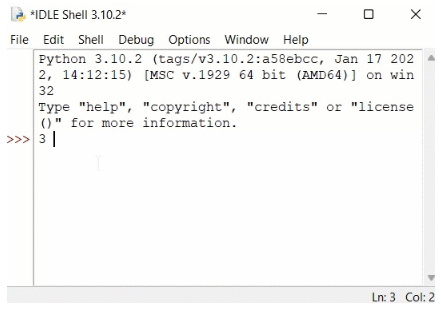 *IDLE Shell 3.10.2*
File Edit Shell Debug Options Window Help
Python 3.10.2 (tags/v3.10.2:a58ebcc, Jan 17 202
2, 14:12:15) [MSC v.1929 64 bit (AMD64)] on win
32
Type "help", "copyright", "credits" or "license
()" for more information.
>>> 3
Ln: 3 Col: 2